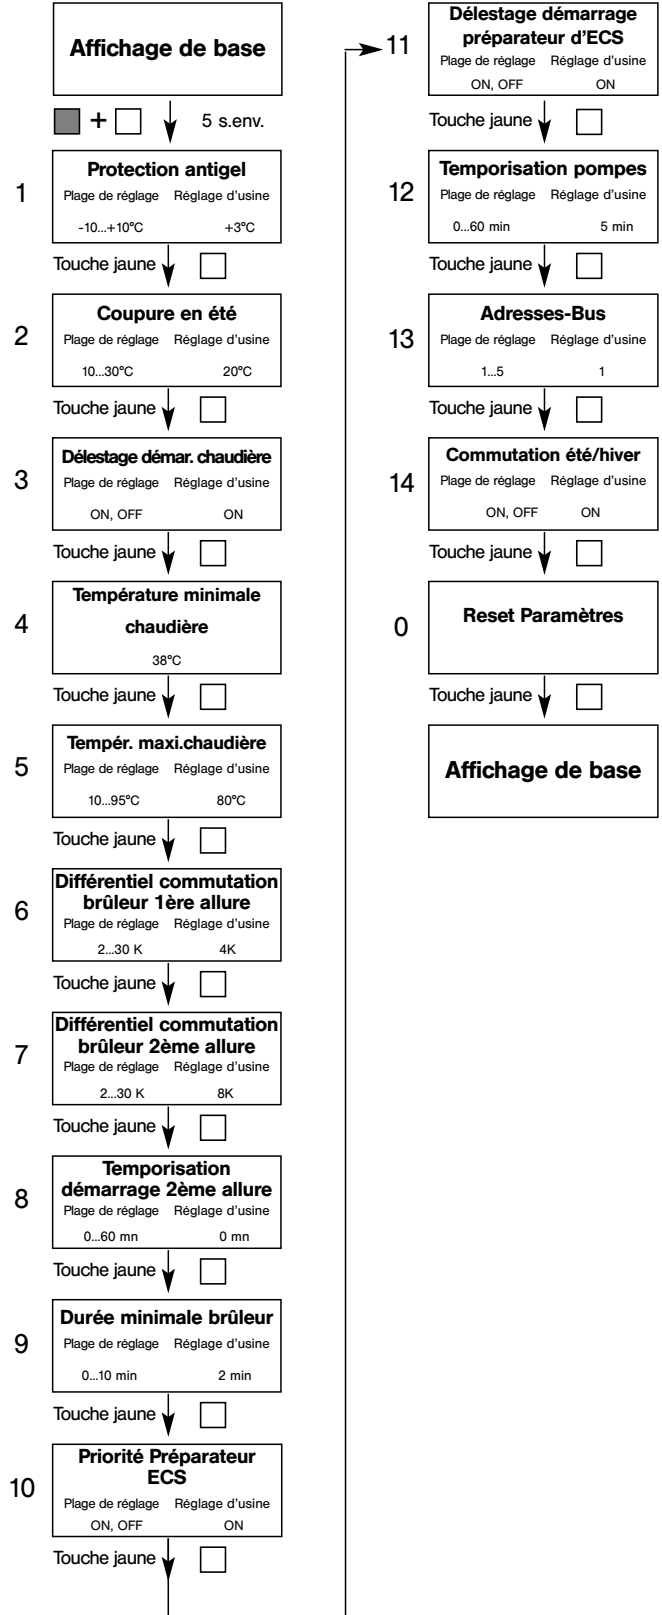 Affichage de base
+ 5 s.env.
1
Protection antigel
Plage de réglage Réglage d'usine
-10...+10°C +3°C
Touche jaune
2
Coupure en été
Plage de réglage Réglage d'usine
10...30°C 20°C
Touche jaune
3
Délestage démar. chaudière
Plage de réglage Réglage d'usine
ON, OFF ON
Touche jaune
4
Température minimale
chaudière
38°C
Touche jaune
5
Tempér. maxi.chaudière
Plage de réglage Réglage d'usine
10...95°C 80°C
Touche jaune
6
Différentiel commutation
brûleur 1ère allure
Plage de réglage Réglage d'usine
2...30 K 4K
Touche jaune
7
Différentiel commutation
brûleur 2ème allure
Plage de réglage Réglage d'usine
2...30 K 8K
Touche jaune
8
Temporisation
démarrage 2ème allure
Plage de réglage Réglage d'usine
0...60 mn 0 mn
Touche jaune
9
Durée minimale brûleur
Plage de réglage Réglage d'usine
0...10 min 2 min
Touche jaune
10
Priorité Préparateur
ECS
Plage de réglage Réglage d'usine
ON, OFF ON
Touche jaune
11
Délestage démarrage
préparateur d'ECS
Plage de réglage Réglage d'usine
ON, OFF ON
Touche jaune
12
Temporisation pompes
Plage de réglage Réglage d'usine
0...60 min 5 min
Touche jaune
13
Adresses-Bus
Plage de réglage Réglage d'usine
1...5 1
Touche jaune
14
Commutation été/hiver
Plage de réglage Réglage d'usine
ON, OFF ON
Touche jaune
0
Reset Paramètres
Touche jaune
Affichage de base